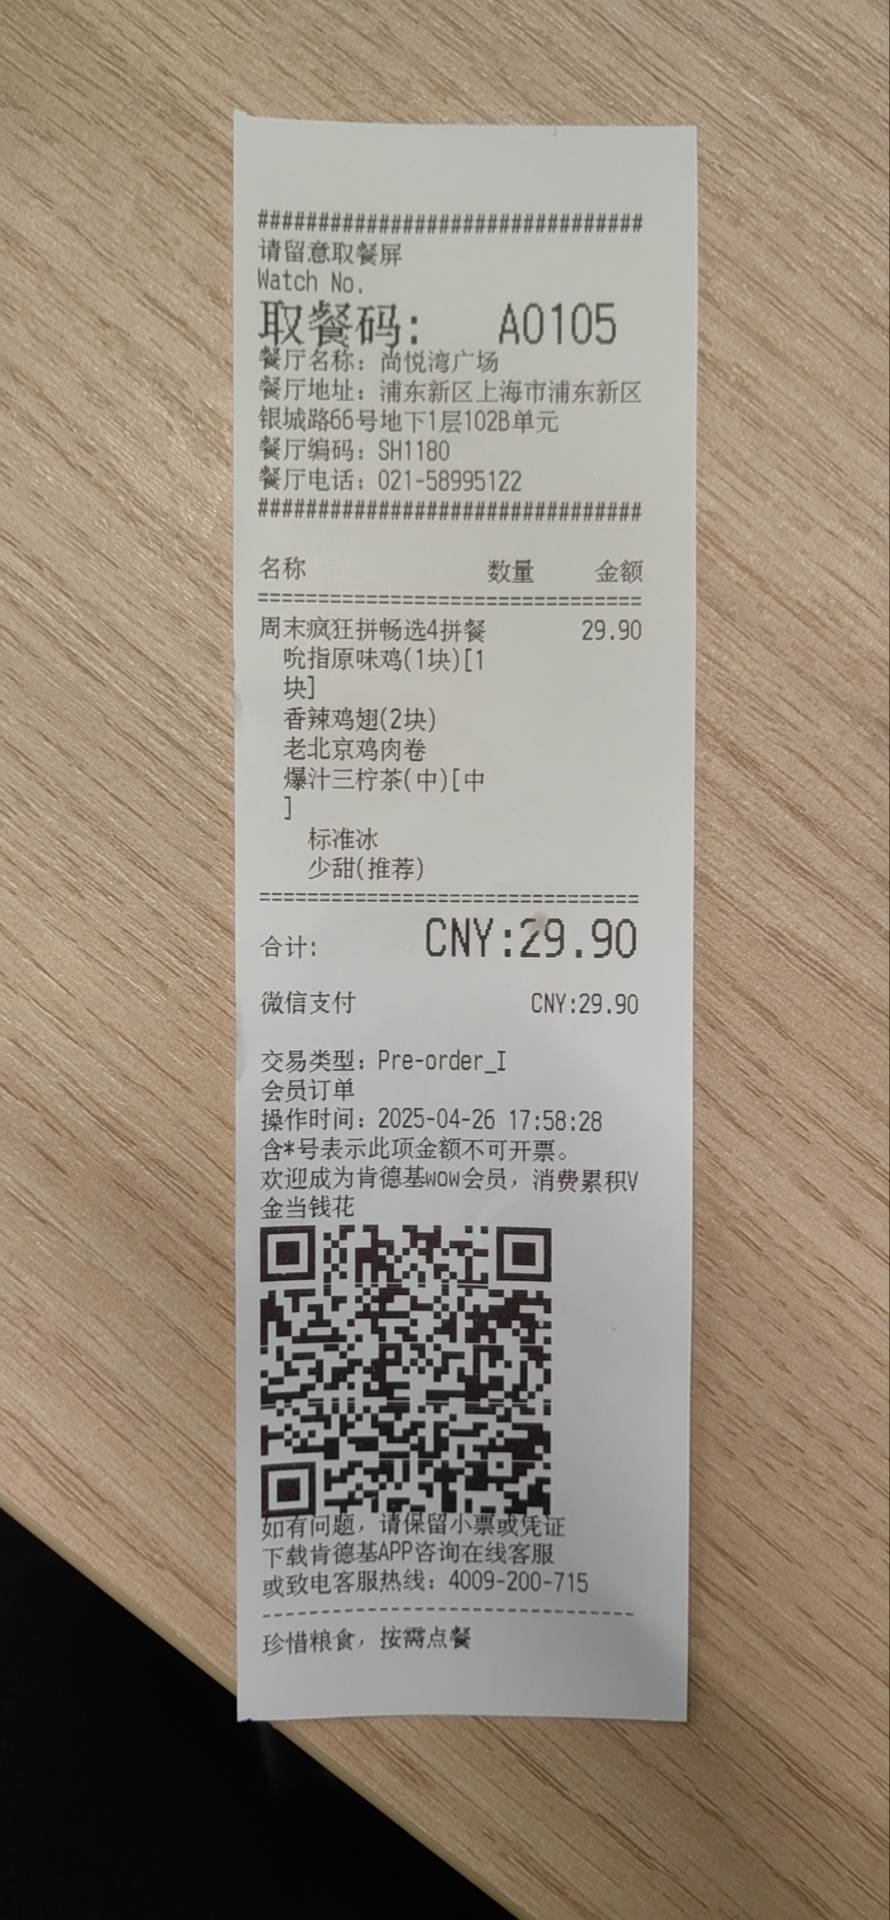 ################################
请留意取餐屏
Watch No.
取餐码: A0105
餐厅名称: 尚悦湾广场
餐厅地址: 浦东新区上海市浦东新区
银城路66号地下1层102B单元
餐厅编码: SH1180
餐厅电话: 021-58995122
################################
名称 数量 金额
================================
周末疯狂拼畅选4拼餐 29.90
吮指原味鸡(1块)[1
块]
香辣鸡翅(2块)
老北京鸡肉卷
爆汁三柠茶(中)[中
]
标准冰
少甜(推荐)
================================
合计: CNY:29.90
微信支付 CNY:29.90
交易类型: Pre-order_I
会员订单
操作时间: 2025-04-26 17:58:28
含*号表示此项金额不可开票。
欢迎成为肯德基wow会员，消费累积V
金当钱花
如有问题，请保留小票或凭证
下载肯德基APP咨询在线客服
或致电客服热线: 4009-200-715
--------------------------------
珍惜粮食，按需点餐